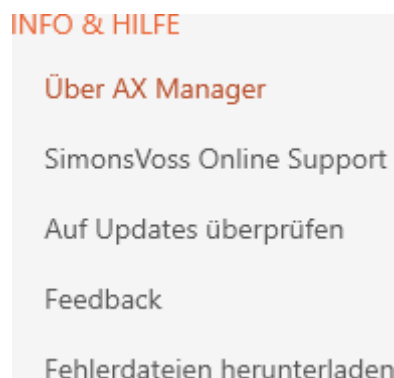 INFO & HILFE
Über AX Manager
SimonsVoss Online Support
Auf Updates überprüfen
Feedback
Fehlerdateien herunterladen